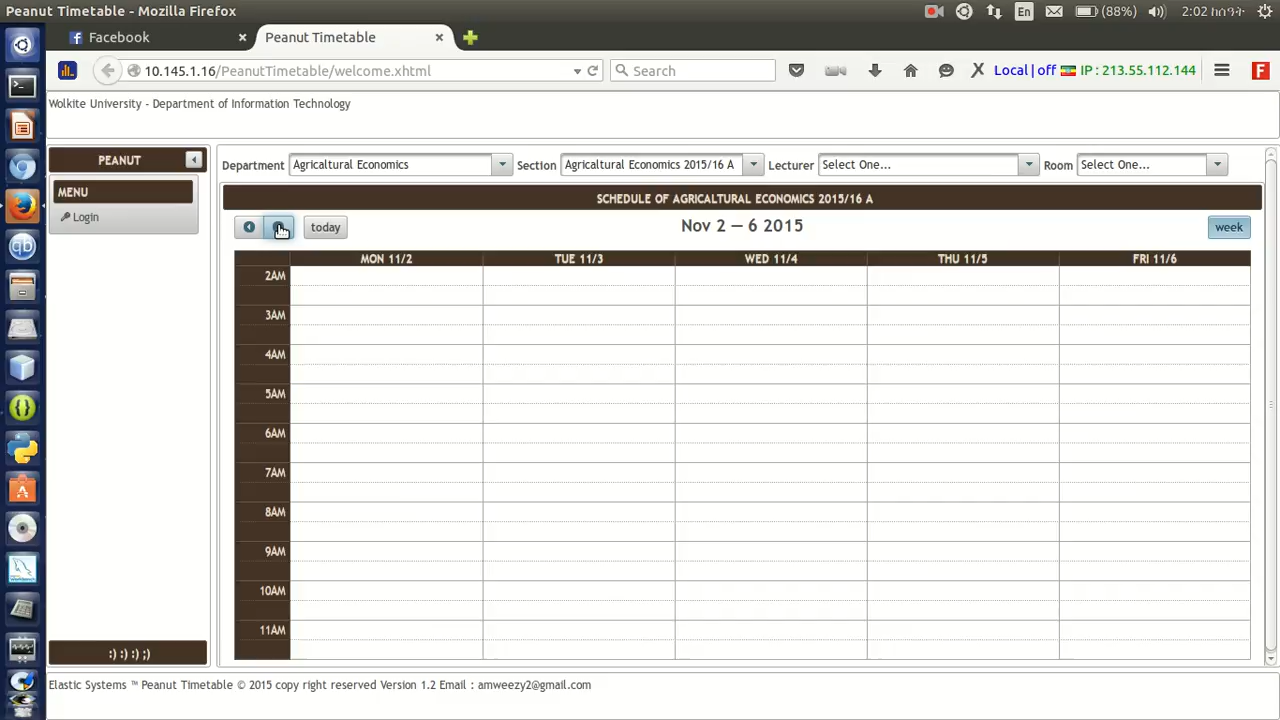 Peanut Timetable - Mozilla Firefox
En (88%) 2:02 ከሰዓት
Facebook
Peanut Timetable
10.145.1.16/PeanutTimetable/welcome.xhtml
Search
Local | off IP : 213.55.112.144
Wolkite University - Department of Information Technology
PEANUT
MENU
Login
:) :) :) ;)
Department Agricaltural Economics Section Agricaltural Economics 2015/16 A Lecturer Select One... Room Select One...
SCHEDULE OF AGRICALTURAL ECONOMICS 2015/16 A
today Nov 2 — 6 2015 week
MON 11/2 TUE 11/3 WED 11/4 THU 11/5 FRI 11/6
2AM
3AM
4AM
5AM
6AM
7AM
8AM
9AM
10AM
11AM
Elastic Systems ™ Peanut Timetable © 2015 copy right reserved Version 1.2 Email : amweezy2@gmail.com